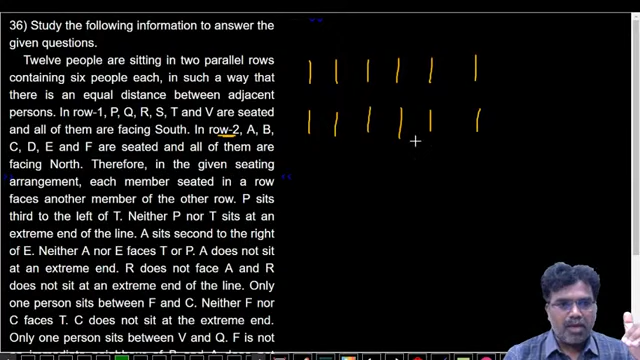 36) Study the following information to answer the
given questions.
Twelve people are sitting in two parallel rows
containing six people each, in such a way that
there is an equal distance between adjacent
persons. In row-1, P, Q, R, S, T and V are seated
and all of them are facing South. In row-2, A, B,
C, D, E and F are seated and all of them are
facing North. Therefore, in the given seating
arrangement, each member seated in a row
faces another member of the other row. P sits
third to the left of T. Neither P nor T sits at an
extreme end of the line. A sits second to the right
of E. Neither A nor E faces T or P. A does not sit
at an extreme end. R does not face A and R
does not sit at an extreme end of the line. Only
one person sits between F and C. Neither F nor
C faces T. C does not sit at the extreme end.
Only one person sits between V and Q. F is not